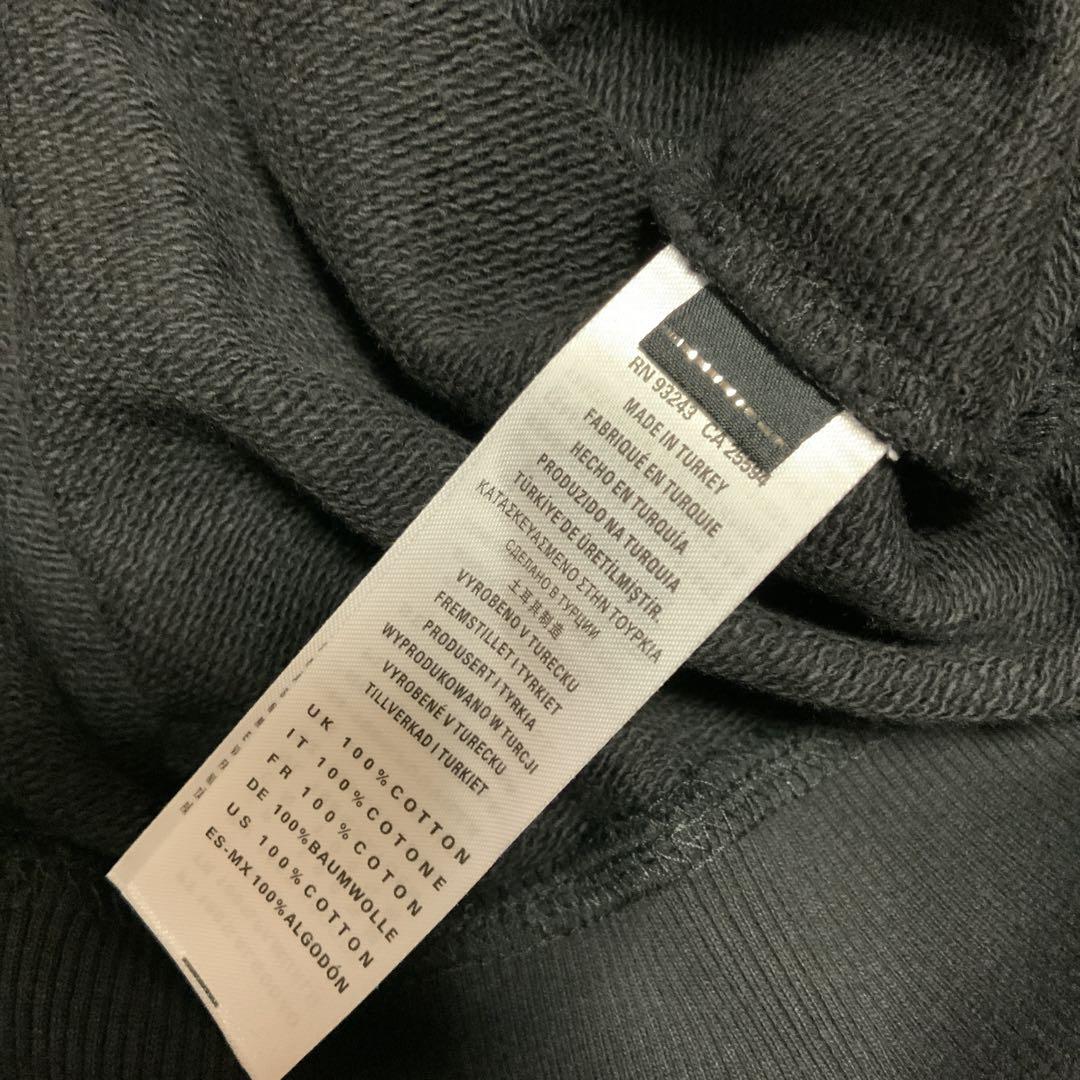 RN 93243 CA 25594
MADE IN TURKEY
FABRIQUÉ EN TURQUIE
HECHO EN TURQUÍA
PRODUZIDO NA TURQUIA
TÜRKİYE'DE ÜRETİLMİŞTİR.
ΚΑΤΑΣΚΕΥΑΣΜΕΝΟ ΣΤΗΝ ΤΟΥΡΚΙΑ
СДЕЛАНО В ТУРЦИИ
土耳其制造
VYROBENO V TURECKU
FREMSTILLET I TYRKIET
PRODUSERT I TYRKIA
WYPRODUKOWANO W TURCJI
VYROBENÉ V TURECKU
TILLVERKAD I TURKIET
UK 100%COTTON
IT 100%COTONE
FR 100%COTON
DE 100%BAUMWOLLE
US 100%COTTON
ES-MX 100%ALGODÓN